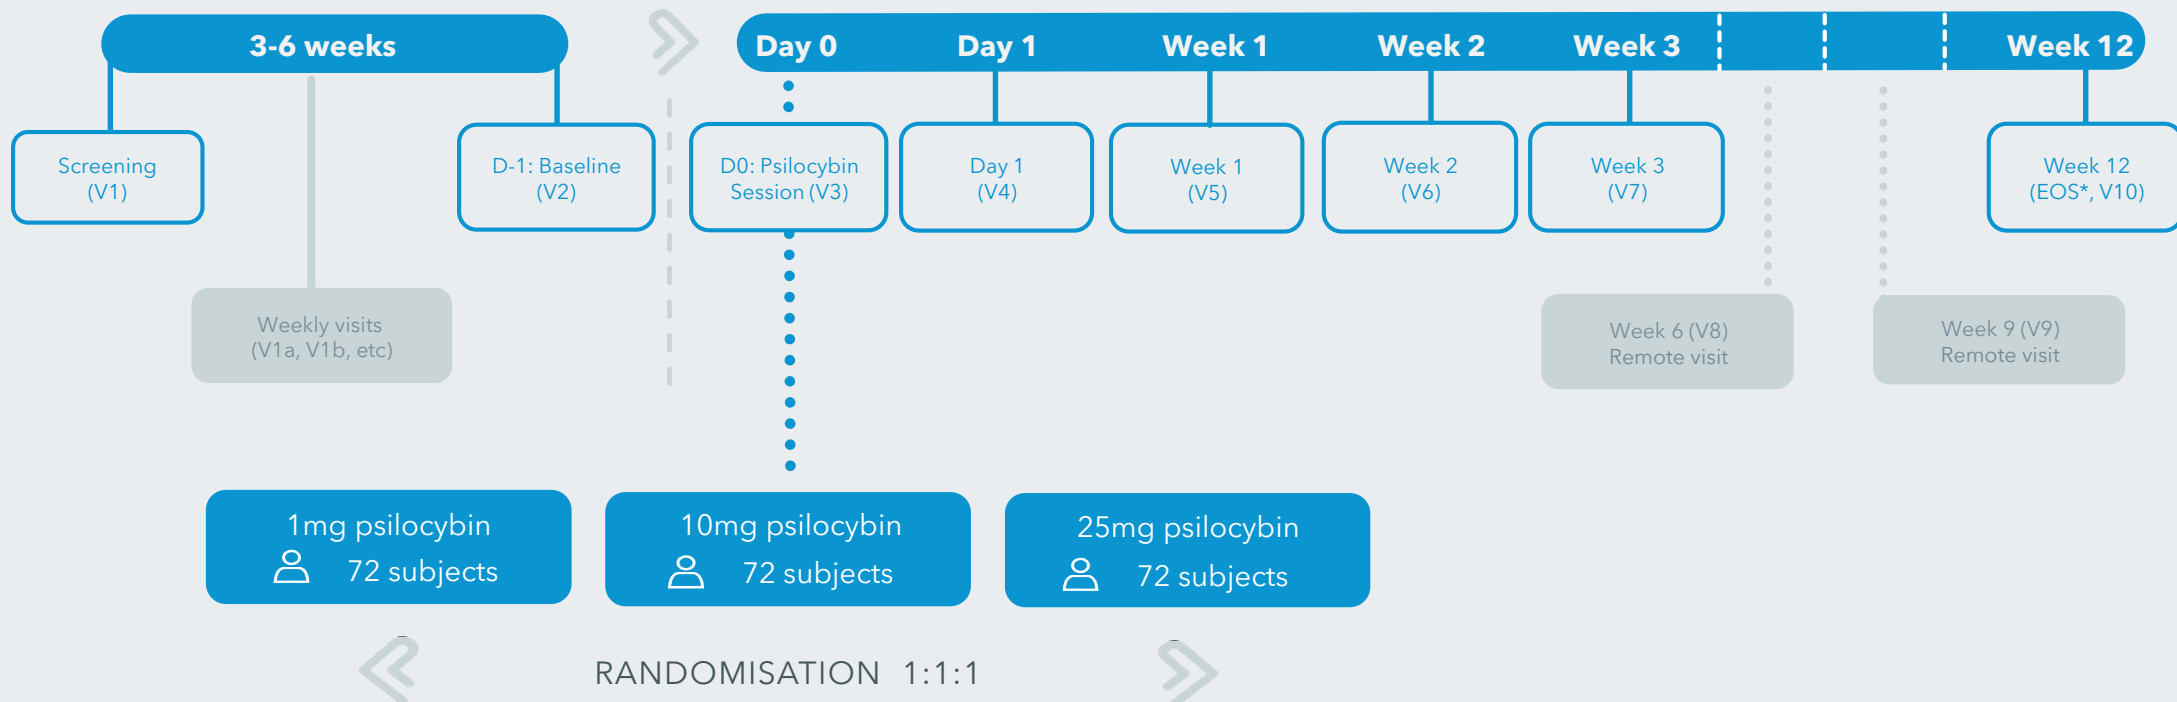 3-6 weeks
Day 0
Day 1
Week 1
Week 2
Week 3
Week 12
Screening
(V1)
D-1: Baseline
(V2)
D0: Psilocybin
Session (V3)
Day 1
(V4)
Week 1
(V5)
Week 2
(V6)
Week 3
(V7)
Week 12
(EOS*, V10)
Weekly visits
(V1a, V1b, etc)
Week 6 (V8)
Remote visit
Week 9 (V9)
Remote visit
1mg psilocybin
72 subjects
10mg psilocybin
72 subjects
25mg psilocybin
72 subjects
RANDOMISATION 1:1:1